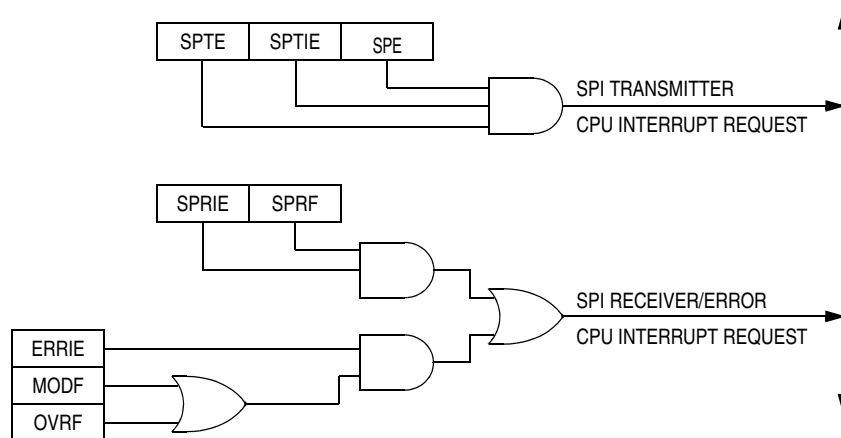 SPTE SPTIE SPE
SPI TRANSMITTER
CPU INTERRUPT REQUEST
SPRIE SPRF
SPI RECEIVER/ERROR
CPU INTERRUPT REQUEST
ERRIE
MODF
OVRF